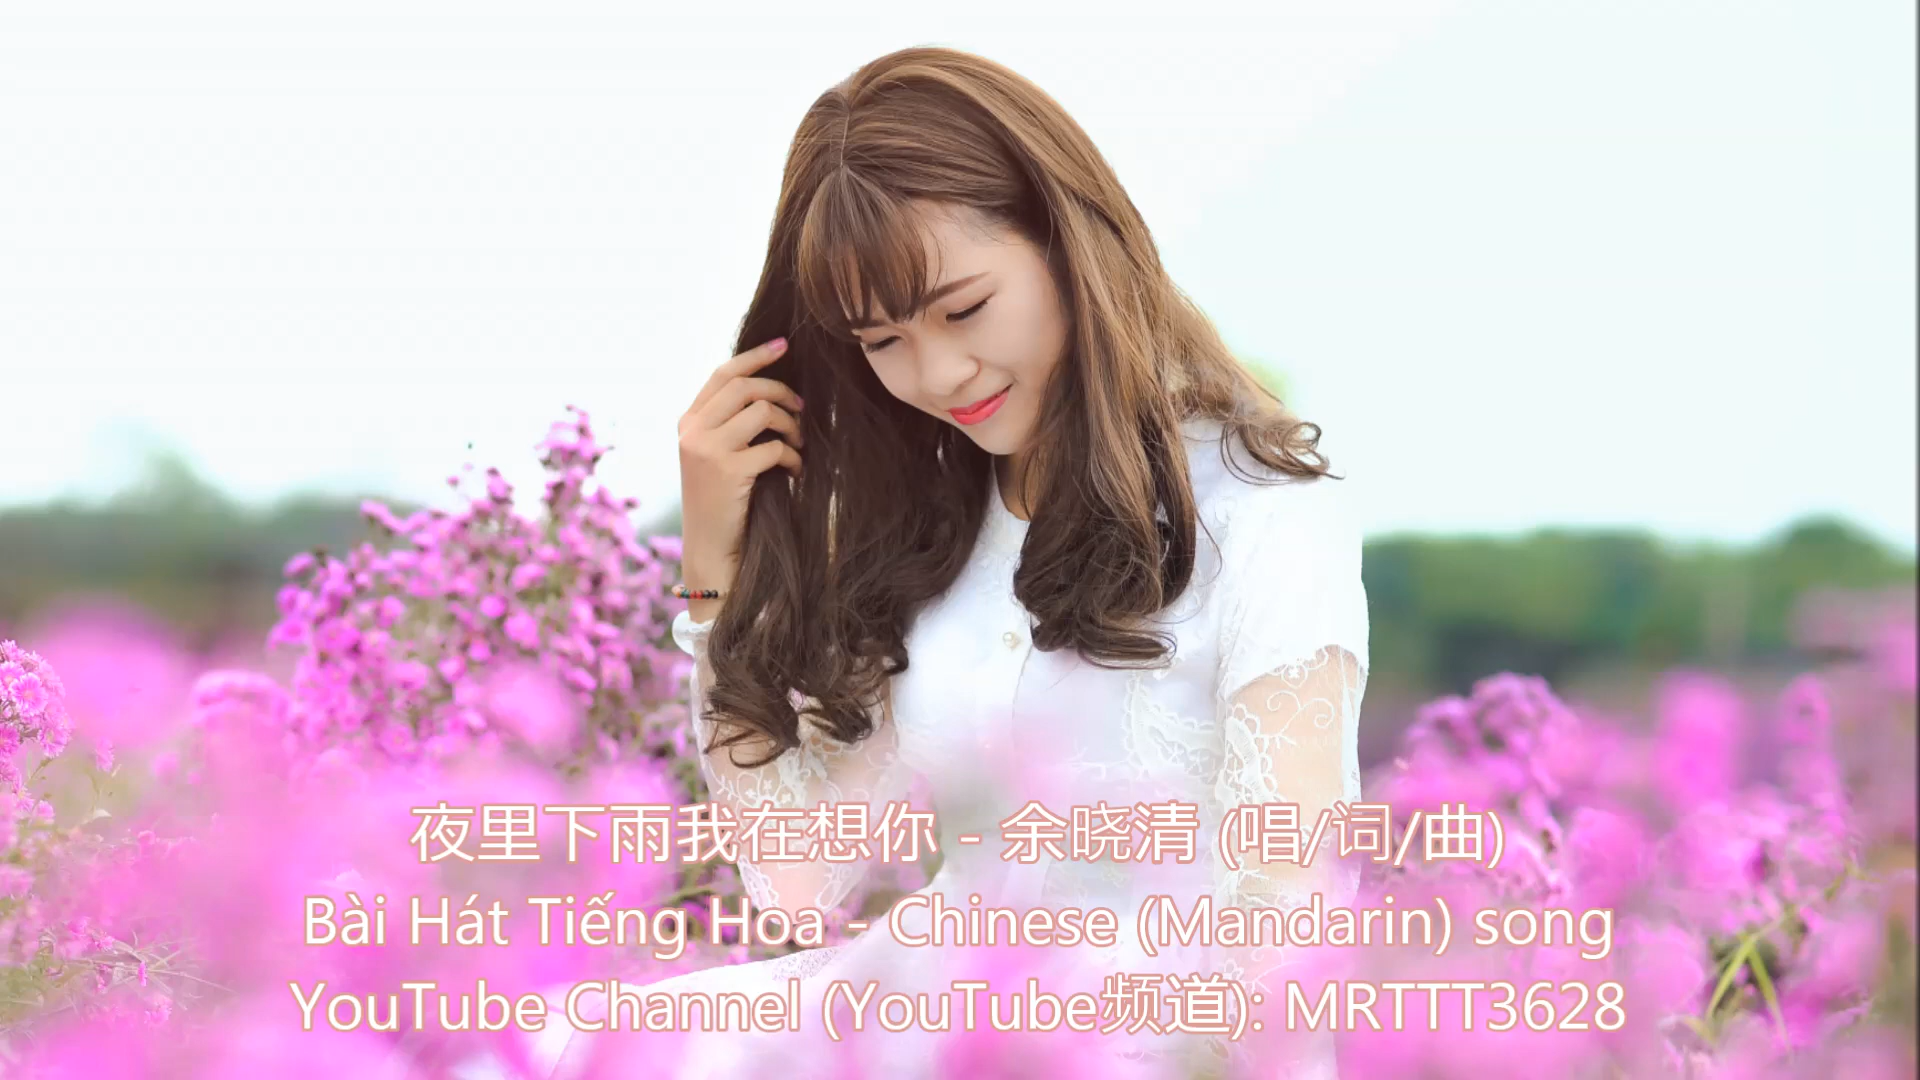 夜里下雨我在想你 - 余晓清 (唱/词/曲)
Bài Hát Tiếng Hoa - Chinese (Mandarin) song
YouTube Channel (YouTube频道): MRTTT3628